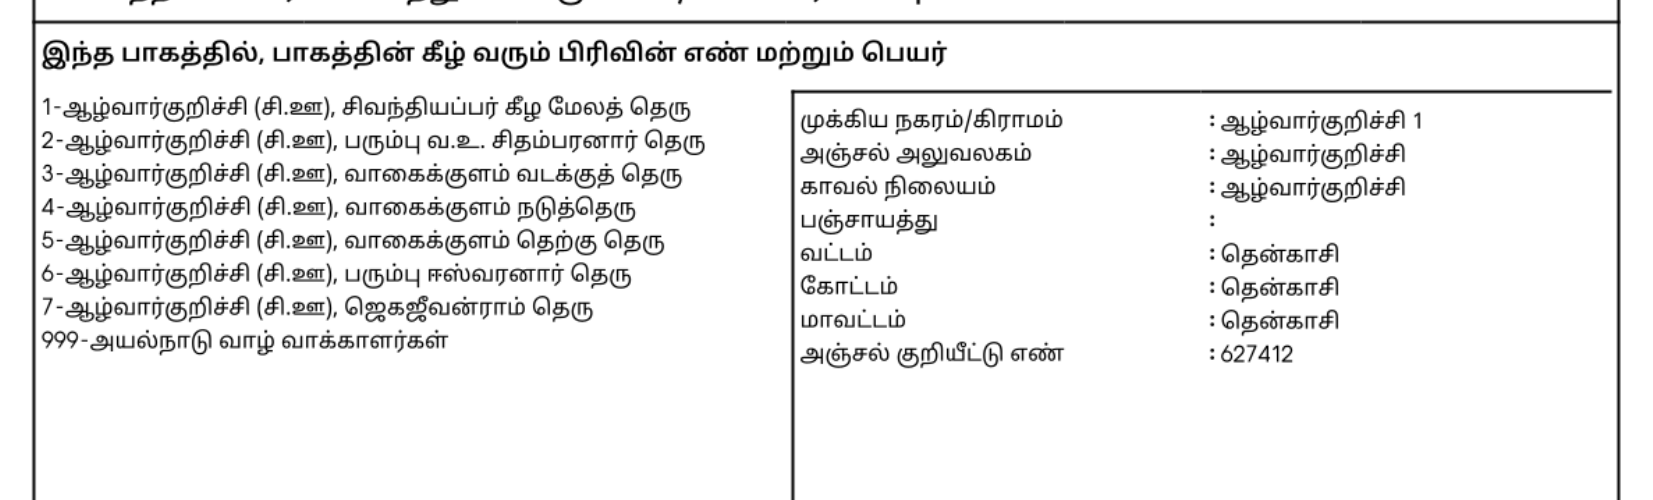 இந்த பாகத்தில், பாகத்தின் கீழ் வரும் பிரிவின் எண் மற்றும் பெயர்
1-ஆழ்வார்குறிச்சி (சி.ஊ), சிவந்தியப்பர் கீழ மேலத் தெரு
2-ஆழ்வார்குறிச்சி (சி.ஊ), பரும்பு வ.உ. சிதம்பரனார் தெரு
3-ஆழ்வார்குறிச்சி (சி.ஊ), வாகைக்குளம் வடக்குத் தெரு
4-ஆழ்வார்குறிச்சி (சி.ஊ), வாகைக்குளம் நடுத்தெரு
5-ஆழ்வார்குறிச்சி (சி.ஊ), வாகைக்குளம் தெற்கு தெரு
6-ஆழ்வார்குறிச்சி (சி.ஊ), பரும்பு ஈஸ்வரனார் தெரு
7-ஆழ்வார்குறிச்சி (சி.ஊ), ஜெகஜீவன்ராம் தெரு
999-அயல்நாடு வாழ் வாக்காளர்கள்
முக்கிய நகரம்/கிராமம் : ஆழ்வார்குறிச்சி 1
அஞ்சல் அலுவலகம் : ஆழ்வார்குறிச்சி
காவல் நிலையம் : ஆழ்வார்குறிச்சி
பஞ்சாயத்து :
வட்டம் : தென்காசி
கோட்டம் : தென்காசி
மாவட்டம் : தென்காசி
அஞ்சல் குறியீட்டு எண் : 627412